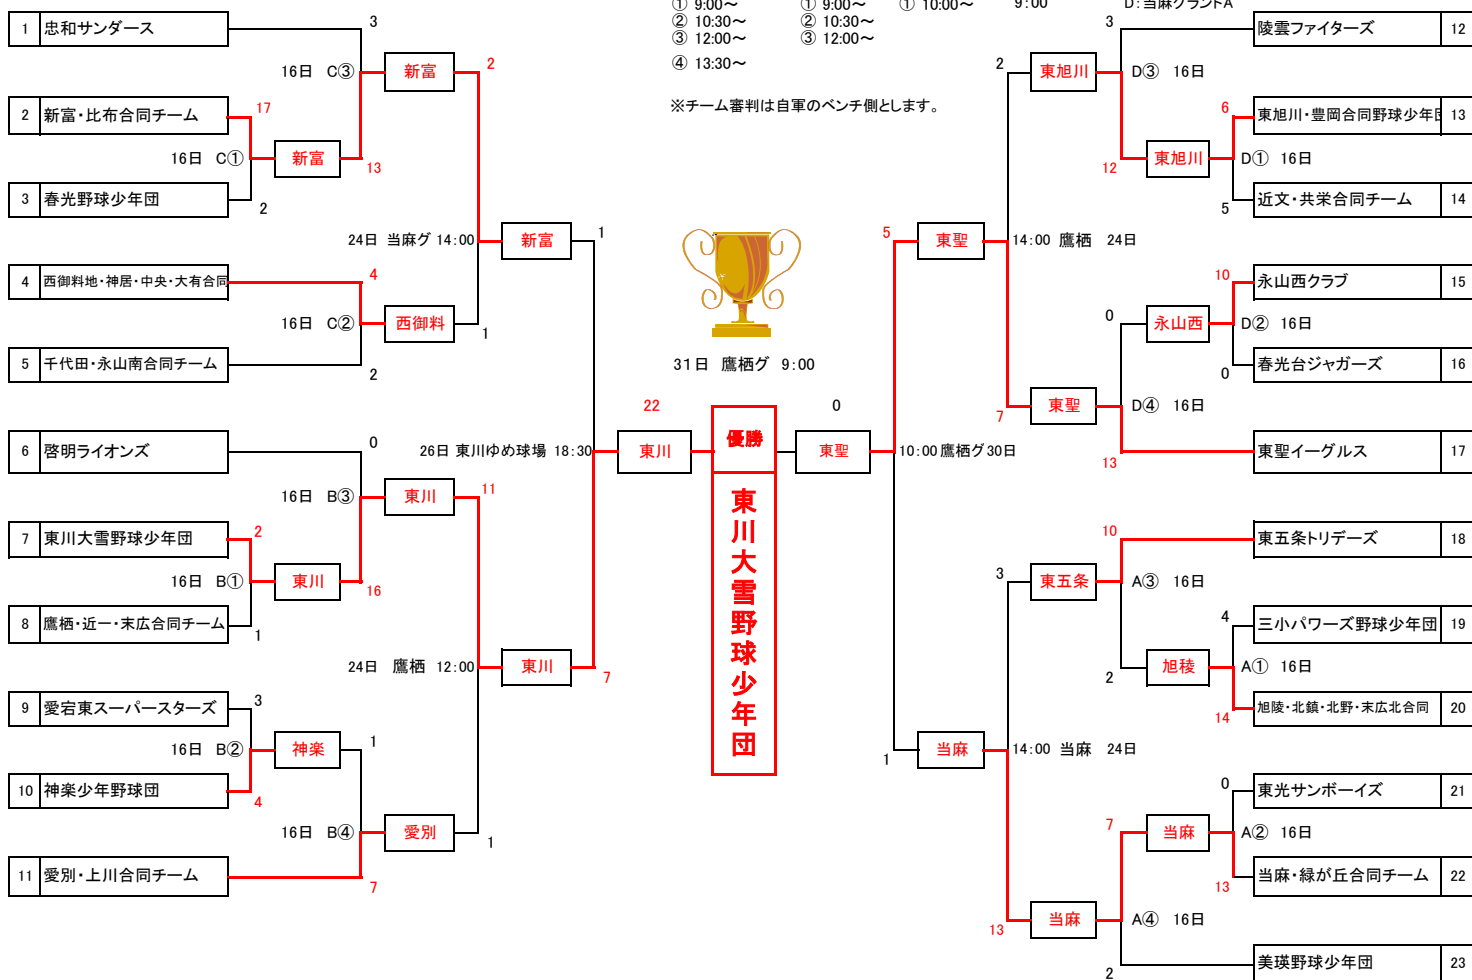 ① 9:00～ ① 9:00～ ① 10:00～ 9:00 D:当麻グランドA
② 10:30～ ② 10:30～
③ 12:00～ ③ 12:00～
④ 13:30～
※チーム審判は自軍のベンチ側とします。
1 忠和サンダース
3
16日 C③
新富
2
2 新富・比布合同チーム
17
16日 C①
新富
13
3 春光野球少年団
2
24日 当麻グ 14:00
新富
1
4 西御料地・神居・中央・大有合同
4
16日 C②
西御料
1
5 千代田・永山南合同チーム
2
6 啓明ライオンズ
0
26日 東川ゆめ球場 18:30
東川
22
16日 B③
東川
11
7 東川大雪野球少年団
2
16日 B①
東川
16
8 鷹栖・近一・末広合同チーム
1
24日 鷹栖 12:00
東川
7
9 愛宕東スーパースターズ
3
16日 B②
神楽
1
10 神楽少年野球団
4
16日 B④
愛別
1
11 愛別・上川合同チーム
7
31日 鷹栖グ 9:00
優勝
東川大雪野球少年団
0
東聖
10:00 鷹栖グ30日
3
陵雲ファイターズ 12
2
東旭川
D③ 16日
6
東旭川・豊岡合同野球少年団 13
12
東旭川
D① 16日
5
近文・共栄合同チーム 14
5
東聖
14:00 鷹栖 24日
10
永山西クラブ 15
0
永山西
D② 16日
0
春光台ジャガーズ 16
7
東聖
D④ 16日
13
東聖イーグルス 17
10
東五条トリデーズ 18
3
東五条
A③ 16日
4
三小パワーズ野球少年団 19
2
旭稜
A① 16日
14
旭陵・北鎮・北野・末広北合同 20
1
当麻
14:00 当麻 24日
0
東光サンボーイズ 21
7
当麻
A② 16日
13
当麻・緑が丘合同チーム 22
13
当麻
A④ 16日
2
美瑛野球少年団 23